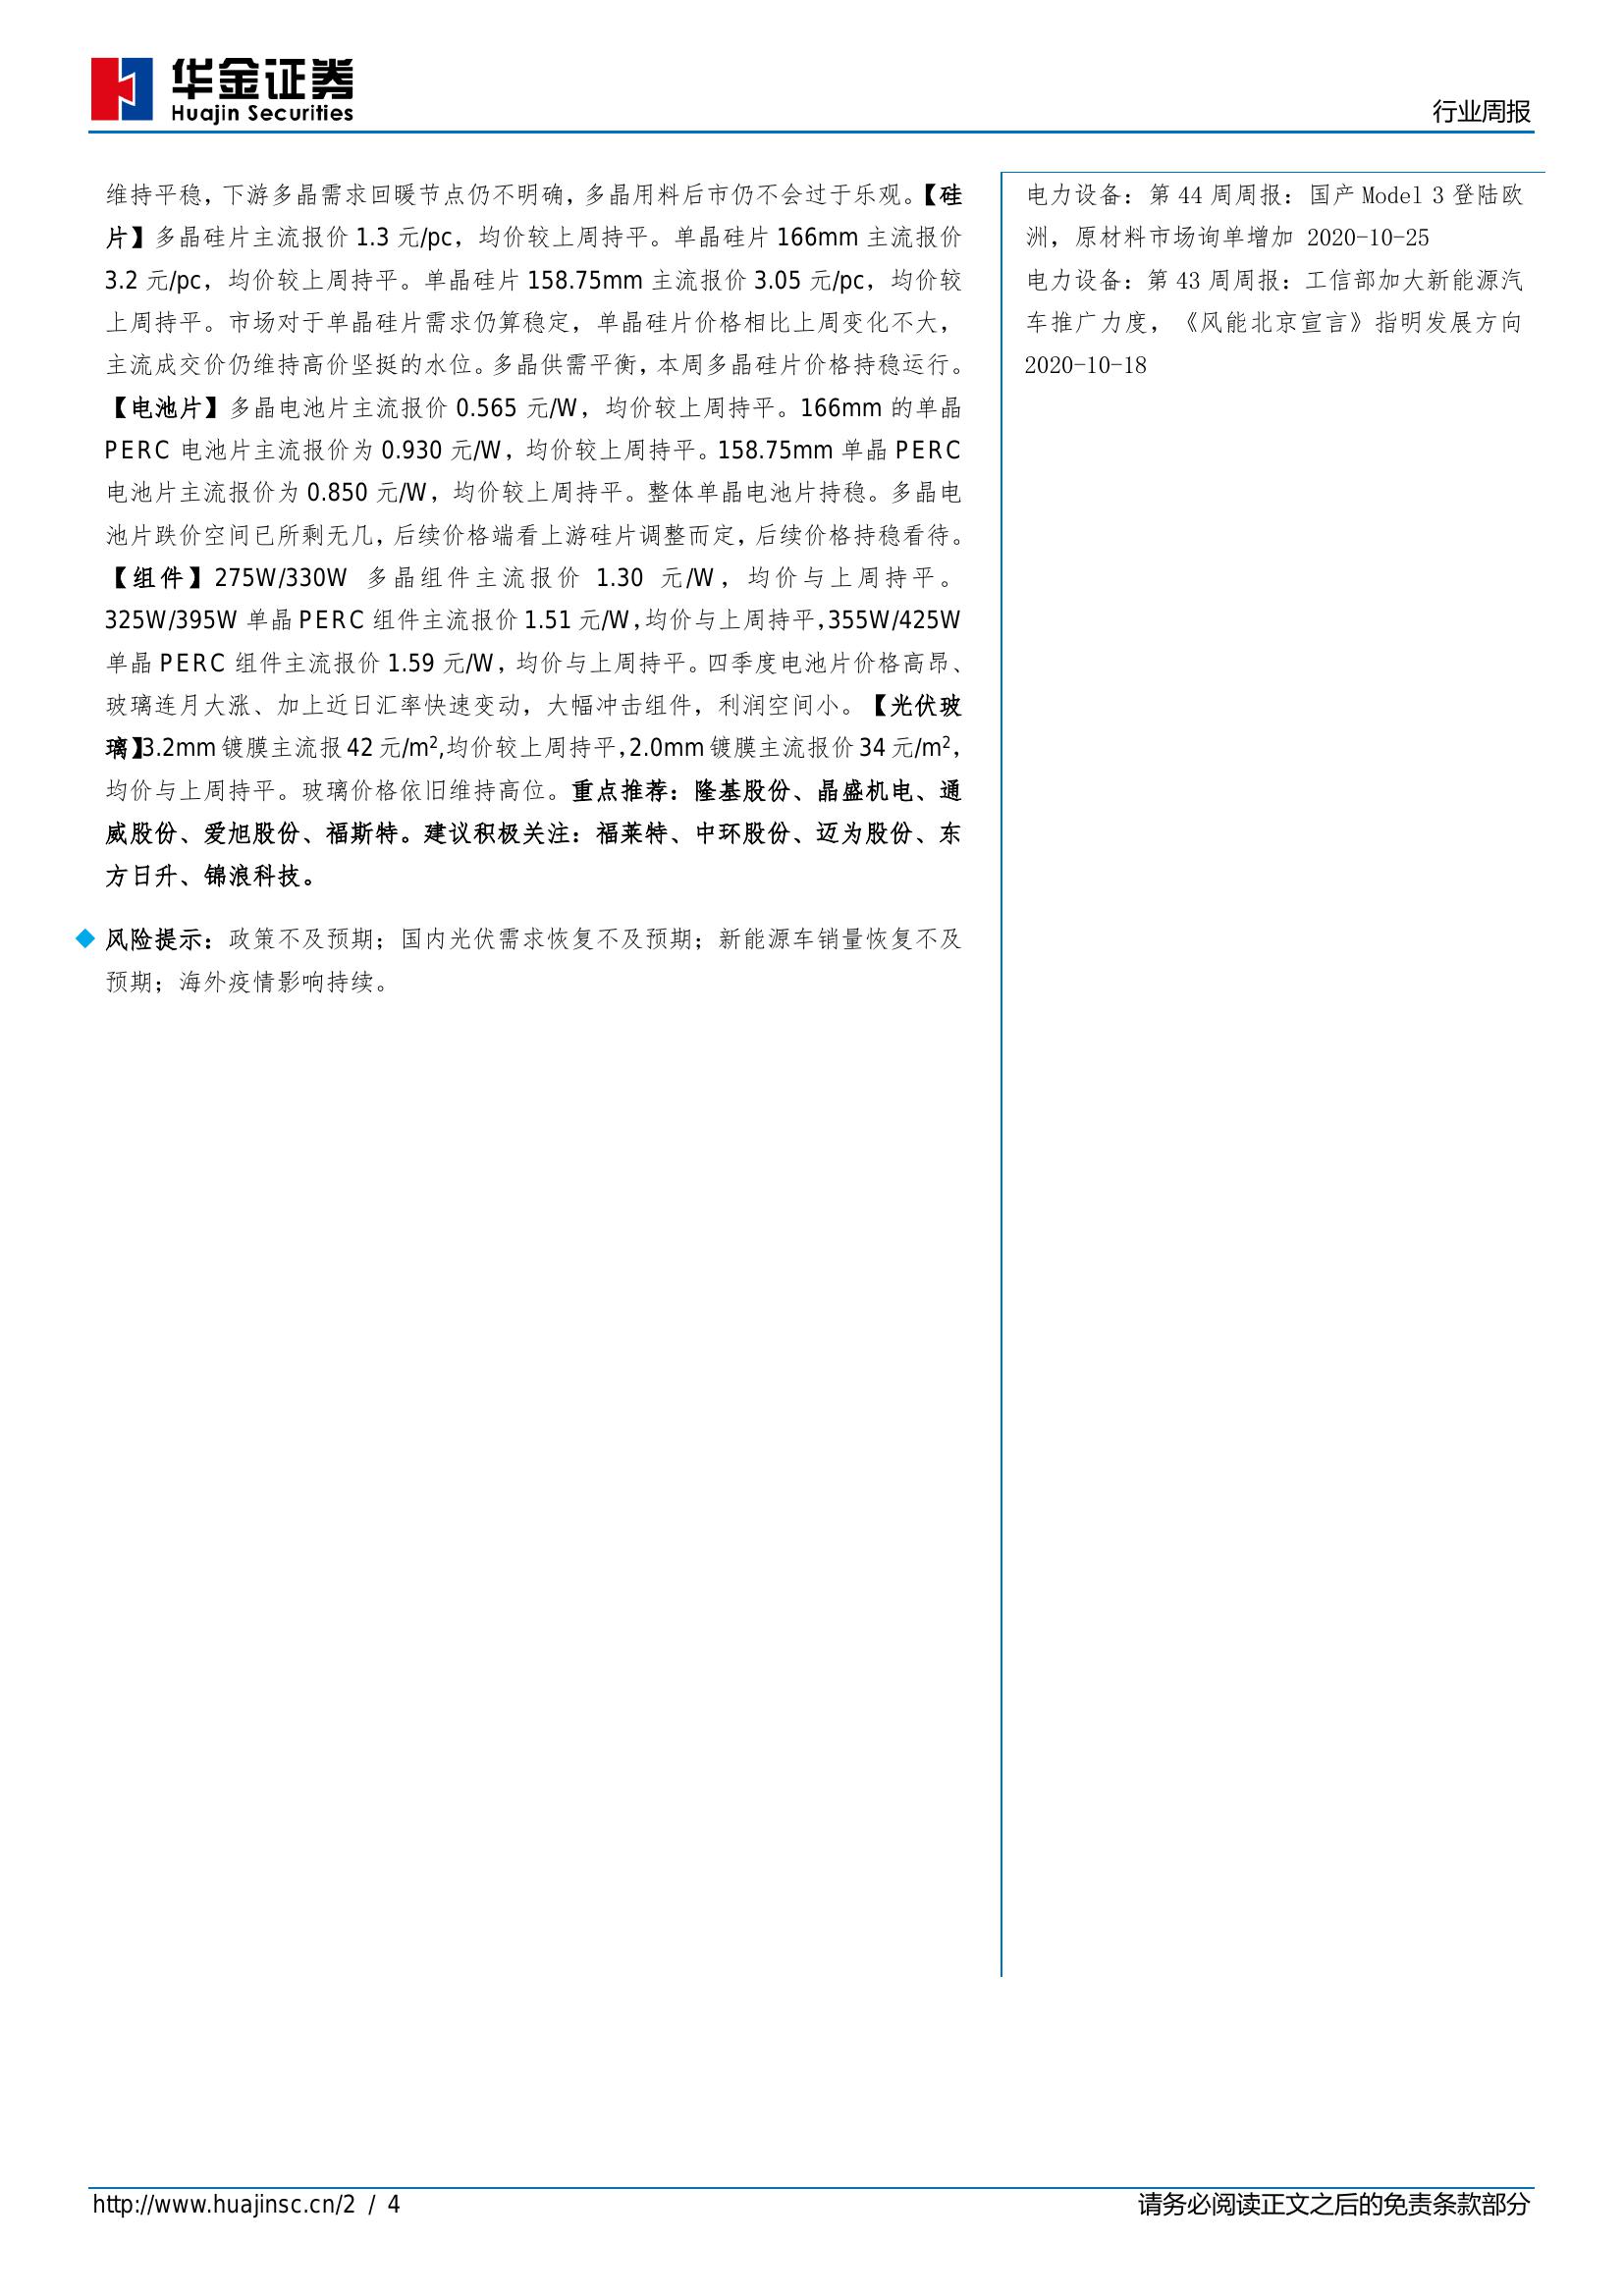 华金证券
Huajin Securities
行业周报
维持平稳，下游多晶需求回暖节点仍不明确，多晶用料后市仍不会过于乐观。【硅
片】多晶硅片主流报价 1.3 元/pc，均价较上周持平。单晶硅片 166mm 主流报价
3.2 元/pc，均价较上周持平。单晶硅片 158.75mm 主流报价 3.05 元/pc，均价较
上周持平。市场对于单晶硅片需求仍算稳定，单晶硅片价格相比上周变化不大，
主流成交价仍维持高价坚挺的水位。多晶供需平衡，本周多晶硅片价格持稳运行。
【电池片】多晶电池片主流报价 0.565 元/W，均价较上周持平。166mm 的单晶
PERC 电池片主流报价为 0.930 元/W，均价较上周持平。158.75mm 单晶 PERC
电池片主流报价为 0.850 元/W，均价较上周持平。整体单晶电池片持稳。多晶电
池片跌价空间已所剩无几，后续价格端看上游硅片调整而定，后续价格持稳看待。
【组件】275W/330W 多晶组件主流报价 1.30 元/W，均价与上周持平。
325W/395W 单晶 PERC 组件主流报价 1.51 元/W，均价与上周持平，355W/425W
单晶 PERC 组件主流报价 1.59 元/W，均价与上周持平。四季度电池片价格高昂、
玻璃连月大涨、加上近日汇率快速变动，大幅冲击组件，利润空间小。【光伏玻
璃】3.2mm 镀膜主流报 42 元/m²,均价较上周持平，2.0mm 镀膜主流报价 34 元/m²，
均价与上周持平。玻璃价格依旧维持高位。重点推荐：隆基股份、晶盛机电、通
威股份、爱旭股份、福斯特。建议积极关注：福莱特、中环股份、迈为股份、东
方日升、锦浪科技。
风险提示：政策不及预期；国内光伏需求恢复不及预期；新能源车销量恢复不及
预期；海外疫情影响持续。
电力设备：第 44 周周报：国产 Model 3 登陆欧
洲，原材料市场询单增加 2020-10-25
电力设备：第 43 周周报：工信部加大新能源汽
车推广力度，《风能北京宣言》指明发展方向
2020-10-18
http://www.huajinsc.cn/2 / 4
请务必阅读正文之后的免责条款部分